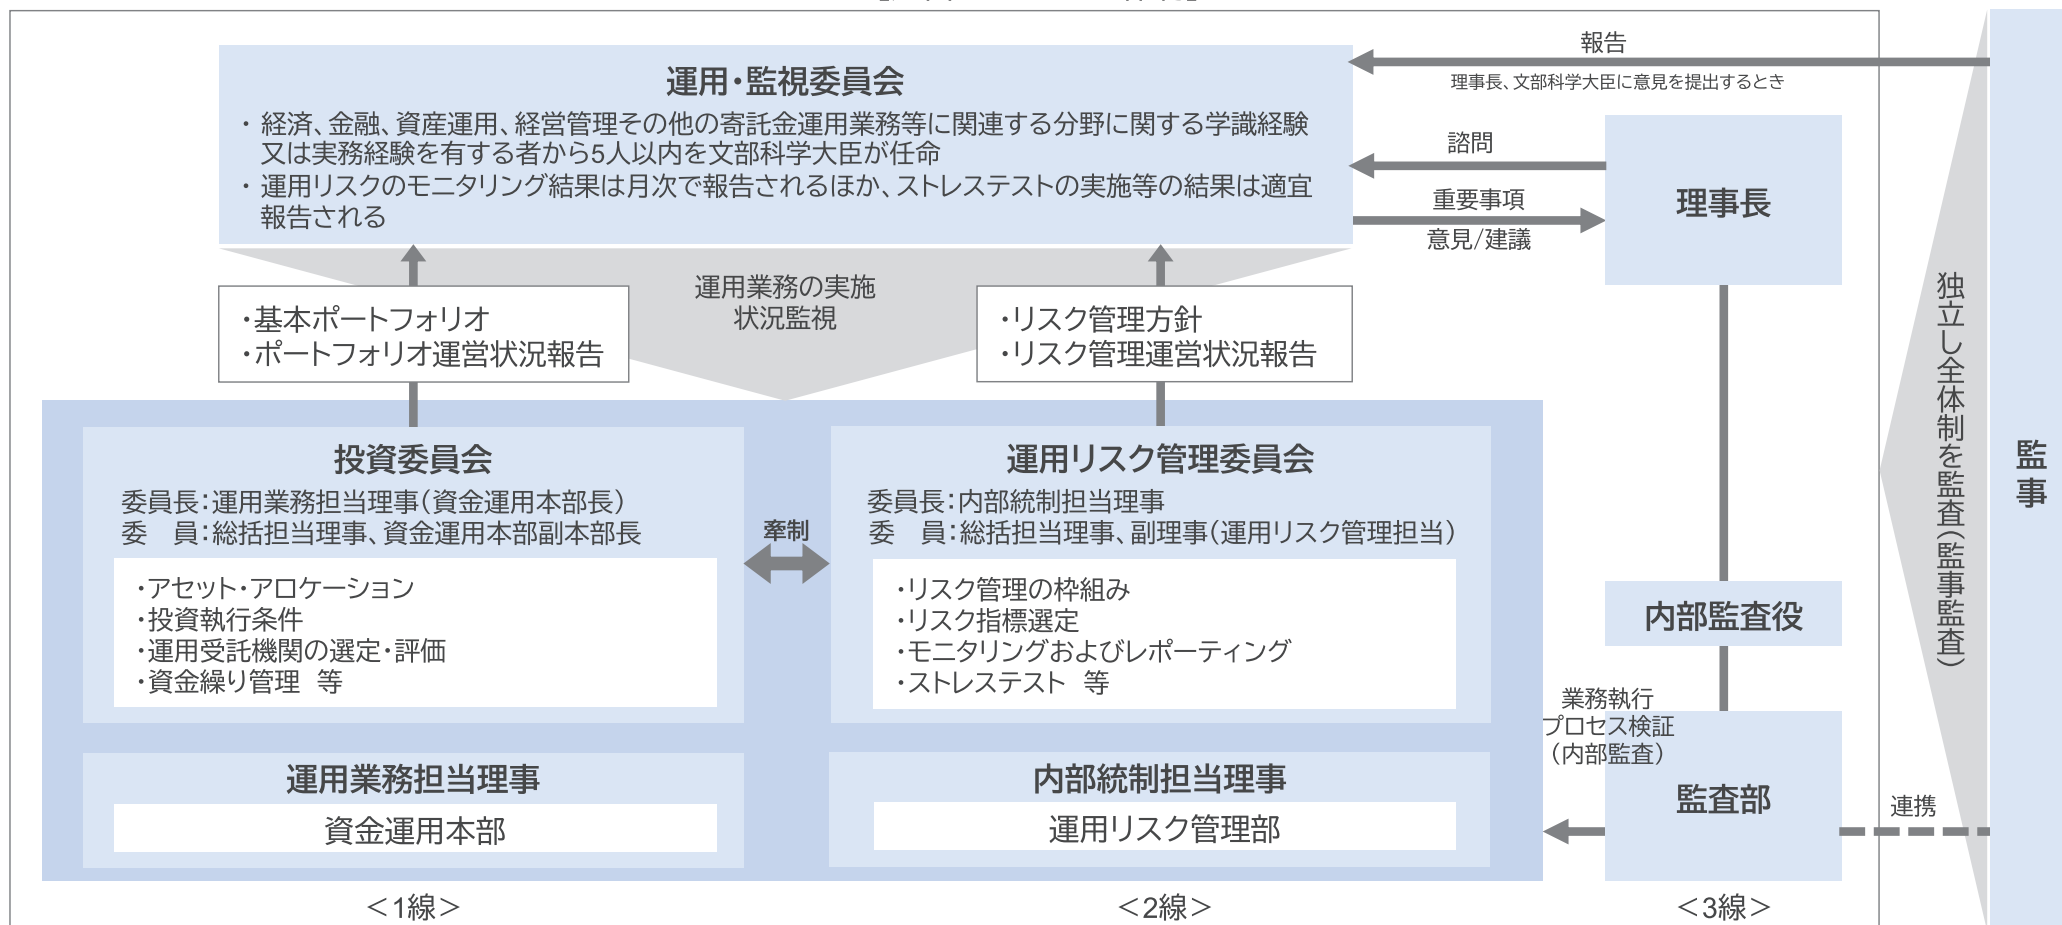 運用・監視委員会
・ 経済、金融、資産運用、経営管理その他の寄託金運用業務等に関連する分野に関する学識経験
又は実務経験を有する者から5人以内を文部科学大臣が任命
・ 運用リスクのモニタリング結果は月次で報告されるほか、ストレステストの実施等の結果は適宜
報告される
報告
理事長、文部科学大臣に意見を提出するとき
諮問
重要事項
意見/建議
理事長
運用業務の実施
状況監視
・基本ポートフォリオ
・ポートフォリオ運営状況報告
・リスク管理方針
・リスク管理運営状況報告
投資委員会
委員長：運用業務担当理事（資金運用本部長）
委　員：総括担当理事、資金運用本部副本部長
・アセット・アロケーション
・投資執行条件
・運用受託機関の選定・評価
・資金繰り管理　等
牽制
運用リスク管理委員会
委員長：内部統制担当理事
委　員：総括担当理事、副理事（運用リスク管理担当）
・リスク管理の枠組み
・リスク指標選定
・モニタリングおよびレポーティング
・ストレステスト　等
運用業務担当理事
資金運用本部
内部統制担当理事
運用リスク管理部
内部監査役
業務執行
プロセス検証
（内部監査）
監査部
連携
独立し全体制を監査（監事監査）
監事
＜1線＞
＜2線＞
＜3線＞